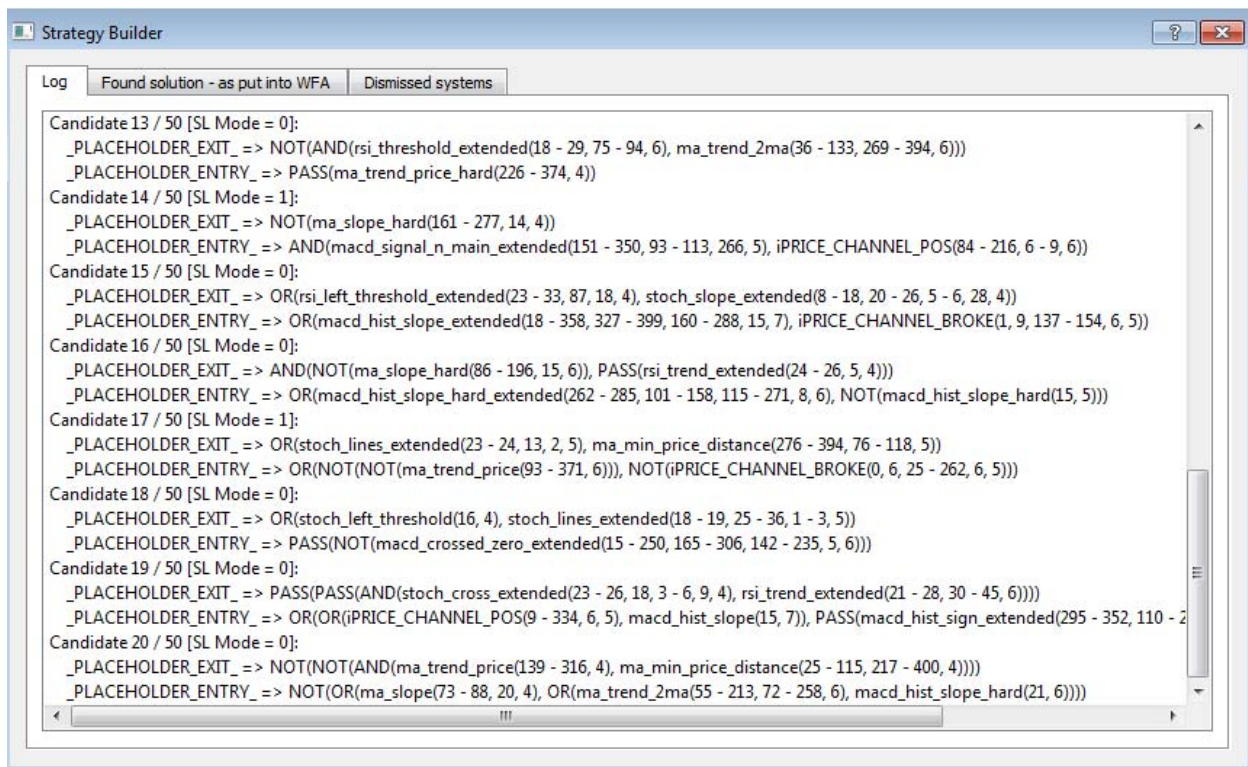 Strategy Builder
Log
Found solution - as put into WFA
Dismissed systems
Candidate 13 / 50 [SL Mode = 0]:
_PLACEHOLDER_EXIT_ => NOT(AND(rsi_threshold_extended(18 - 29, 75 - 94, 6), ma_trend_2ma(36 - 133, 269 - 394, 6)))
_PLACEHOLDER_ENTRY_ => PASS(ma_trend_price_hard(226 - 374, 4))
Candidate 14 / 50 [SL Mode = 1]:
_PLACEHOLDER_EXIT_ => NOT(ma_slope_hard(161 - 277, 14, 4))
_PLACEHOLDER_ENTRY_ => AND(macd_signal_n_main_extended(151 - 350, 93 - 113, 266, 5), iPRICE_CHANNEL_POS(84 - 216, 6 - 9, 6))
Candidate 15 / 50 [SL Mode = 0]:
_PLACEHOLDER_EXIT_ => OR(rsi_left_threshold_extended(23 - 33, 87, 18, 4), stoch_slope_extended(8 - 18, 20 - 26, 5 - 6, 28, 4))
_PLACEHOLDER_ENTRY_ => OR(macd_hist_slope_extended(18 - 358, 327 - 399, 160 - 288, 15, 7), iPRICE_CHANNEL_BROKE(1, 9, 137 - 154, 6, 5))
Candidate 16 / 50 [SL Mode = 0]:
_PLACEHOLDER_EXIT_ => AND(NOT(ma_slope_hard(86 - 196, 15, 6)), PASS(rsi_trend_extended(24 - 26, 5, 4)))
_PLACEHOLDER_ENTRY_ => OR(macd_hist_slope_hard_extended(262 - 285, 101 - 158, 115 - 271, 8, 6), NOT(macd_hist_slope_hard(15, 5)))
Candidate 17 / 50 [SL Mode = 1]:
_PLACEHOLDER_EXIT_ => OR(stoch_lines_extended(23 - 24, 13, 2, 5), ma_min_price_distance(276 - 394, 76 - 118, 5))
_PLACEHOLDER_ENTRY_ => OR(NOT(NOT(ma_trend_price(93 - 371, 6))), NOT(iPRICE_CHANNEL_BROKE(0, 6, 25 - 262, 6, 5)))
Candidate 18 / 50 [SL Mode = 0]:
_PLACEHOLDER_EXIT_ => OR(stoch_left_threshold(16, 4), stoch_lines_extended(18 - 19, 25 - 36, 1 - 3, 5))
_PLACEHOLDER_ENTRY_ => PASS(NOT(macd_crossed_zero_extended(15 - 250, 165 - 306, 142 - 235, 5, 6)))
Candidate 19 / 50 [SL Mode = 0]:
_PLACEHOLDER_EXIT_ => PASS(PASS(AND(stoch_cross_extended(23 - 26, 18, 3 - 6, 9, 4), rsi_trend_extended(21 - 28, 30 - 45, 6))))
_PLACEHOLDER_ENTRY_ => OR(OR(iPRICE_CHANNEL_POS(9 - 334, 6, 5), macd_hist_slope(15, 7)), PASS(macd_hist_sign_extended(295 - 352, 110 - 2
Candidate 20 / 50 [SL Mode = 0]:
_PLACEHOLDER_EXIT_ => NOT(NOT(AND(ma_trend_price(139 - 316, 4), ma_min_price_distance(25 - 115, 217 - 400, 4))))
_PLACEHOLDER_ENTRY_ => NOT(OR(ma_slope(73 - 88, 20, 4), OR(ma_trend_2ma(55 - 213, 72 - 258, 6), macd_hist_slope_hard(21, 6))))